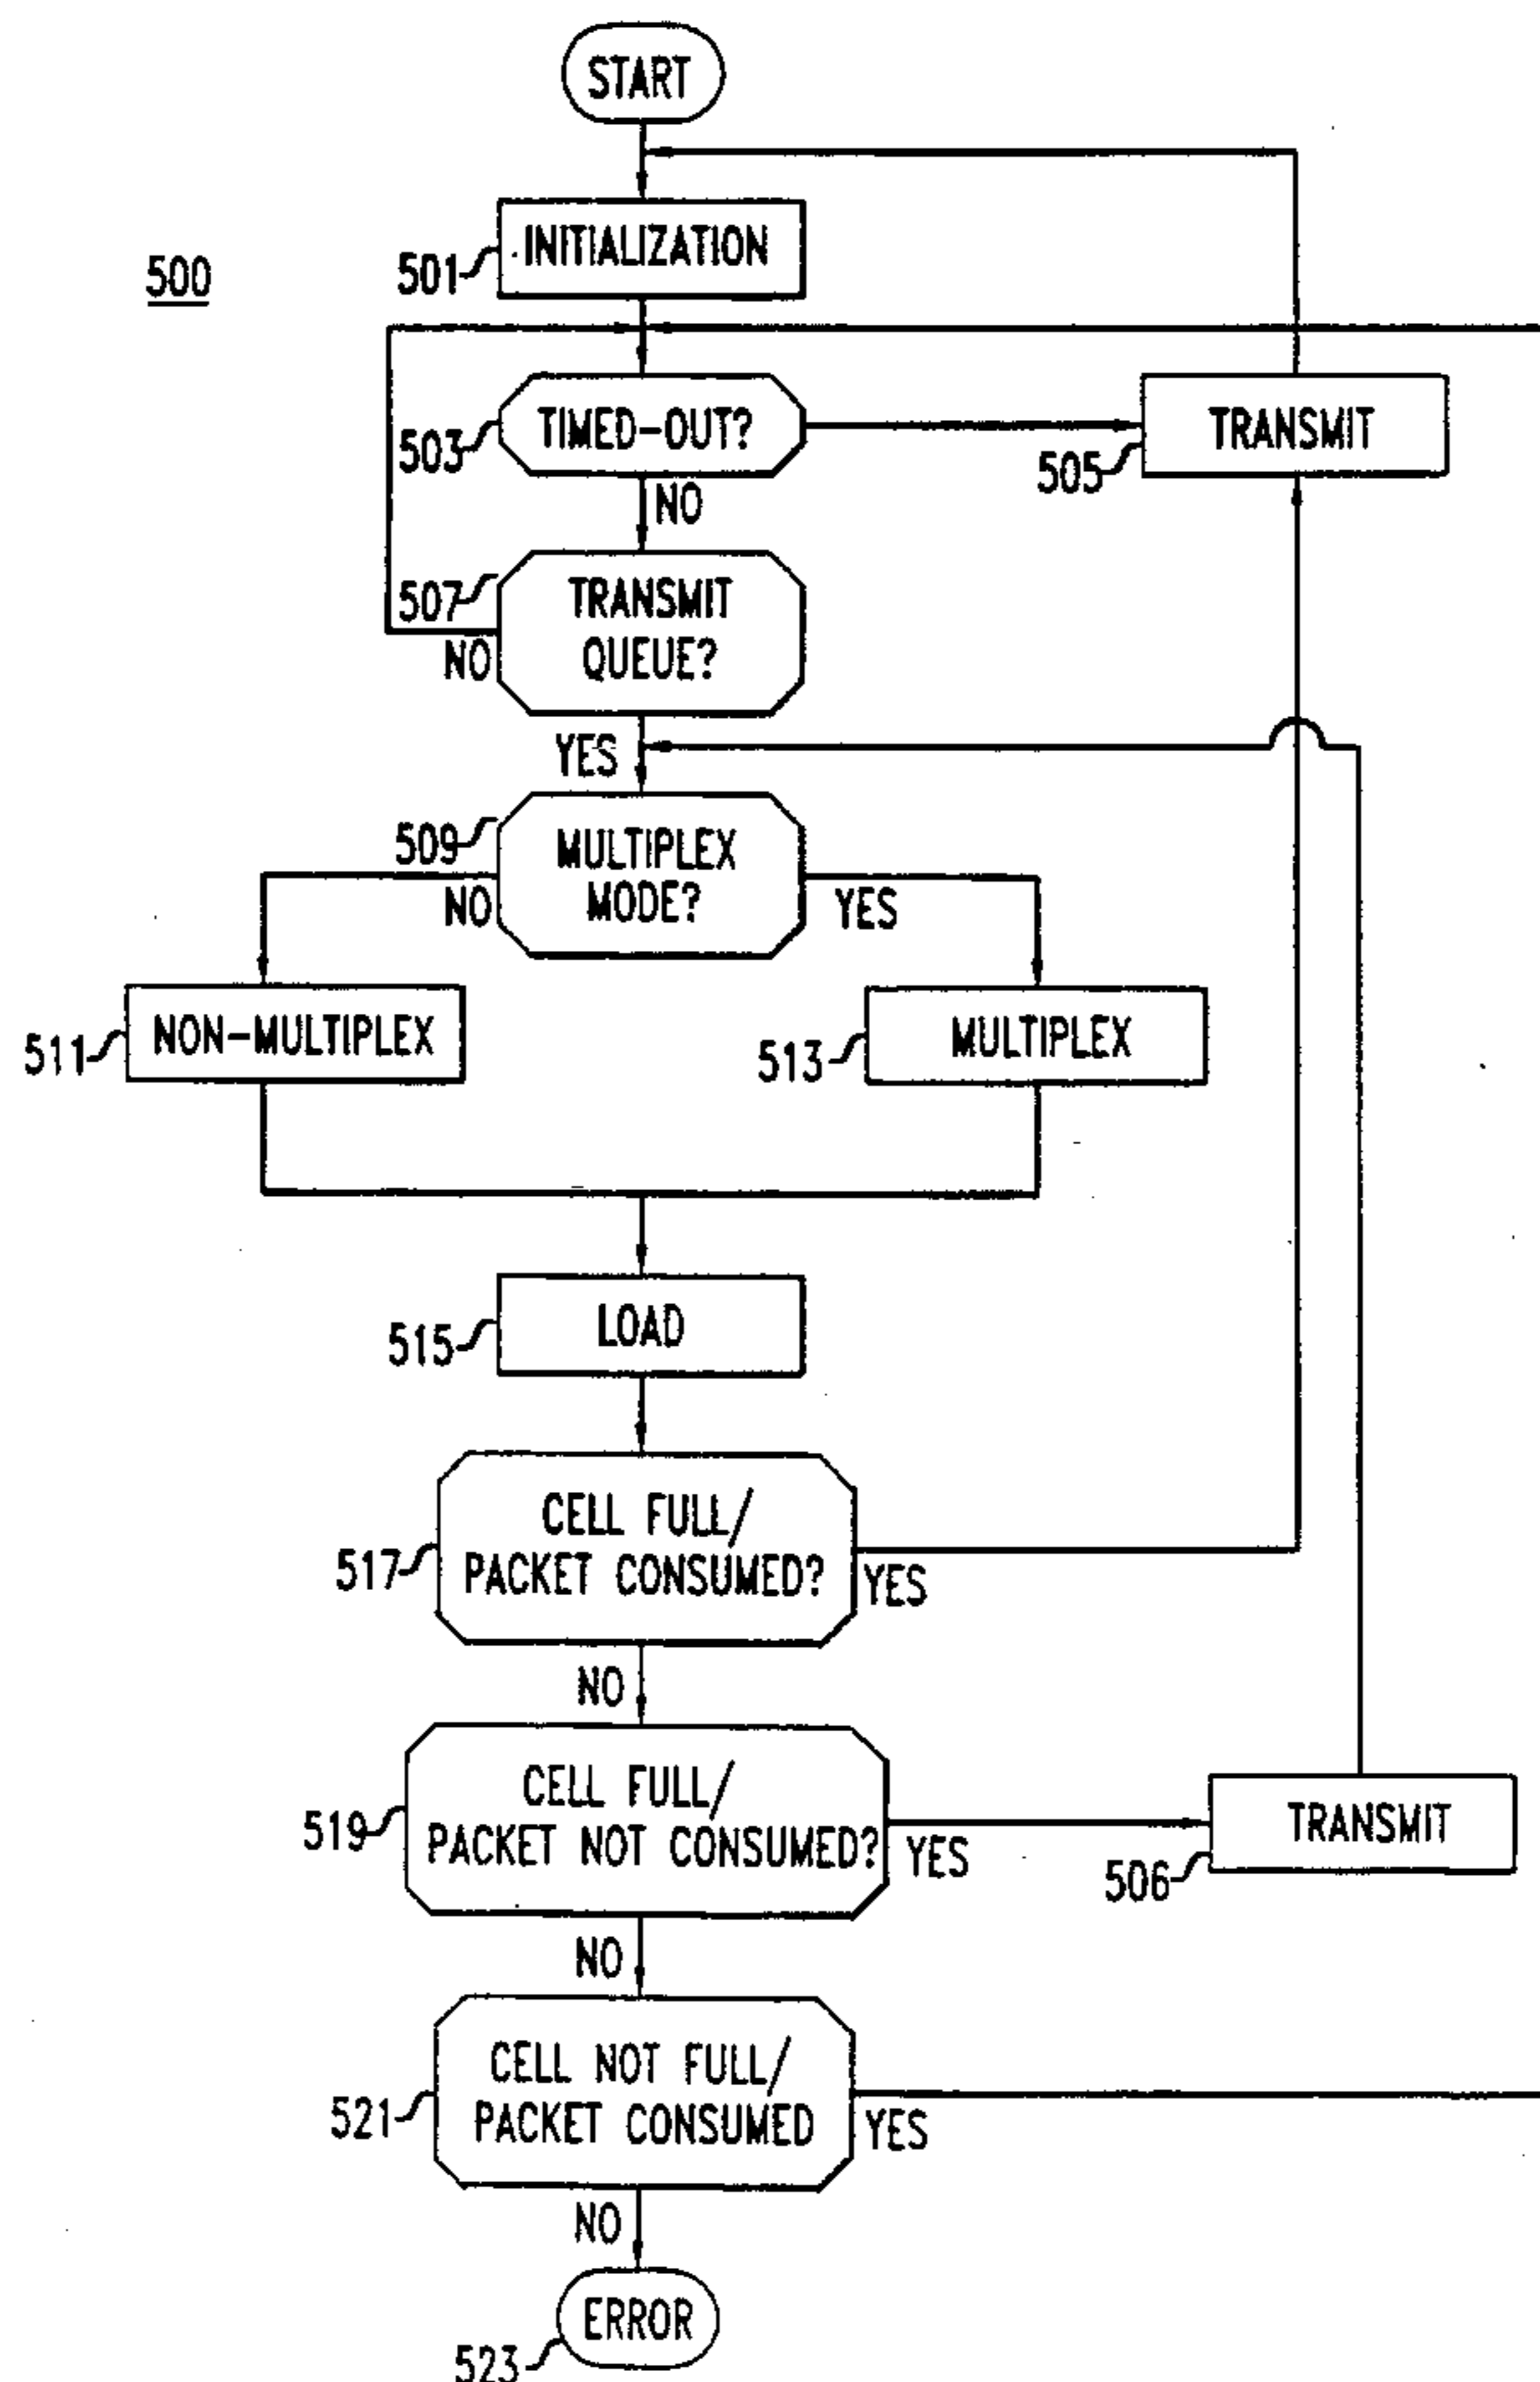 START
INITIALIZATION
501
500
TIMED-OUT?
503
TRANSMIT
505
NO
507
TRANSMIT
QUEUE?
NO
YES
509
MULTIPLEX
MODE?
NO
YES
NON-MULTIPLEX
511
MULTIPLEX
513
LOAD
515
CELL FULL/
PACKET CONSUMED?
517
YES
NO
CELL FULL/
PACKET NOT CONSUMED?
519
YES
TRANSMIT
506
NO
CELL NOT FULL/
PACKET CONSUMED
521
YES
NO
ERROR
523